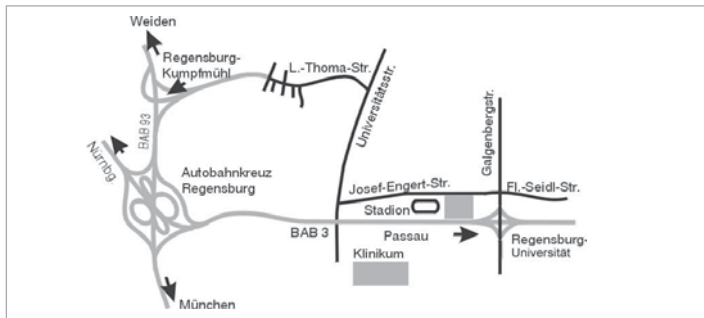 Weiden
Regensburg-
Kumpfmühl
L.-Thoma-Str.
Universitätsstr.
BAB 93
Nürnbg.
Galgenbergstr.
Autobahnkreuz
Regensburg
Josef-Engert-Str.
Fl.-Seidl-Str.
Stadion
BAB 3
Passau
Regensburg-
Universität
Klinikum
München